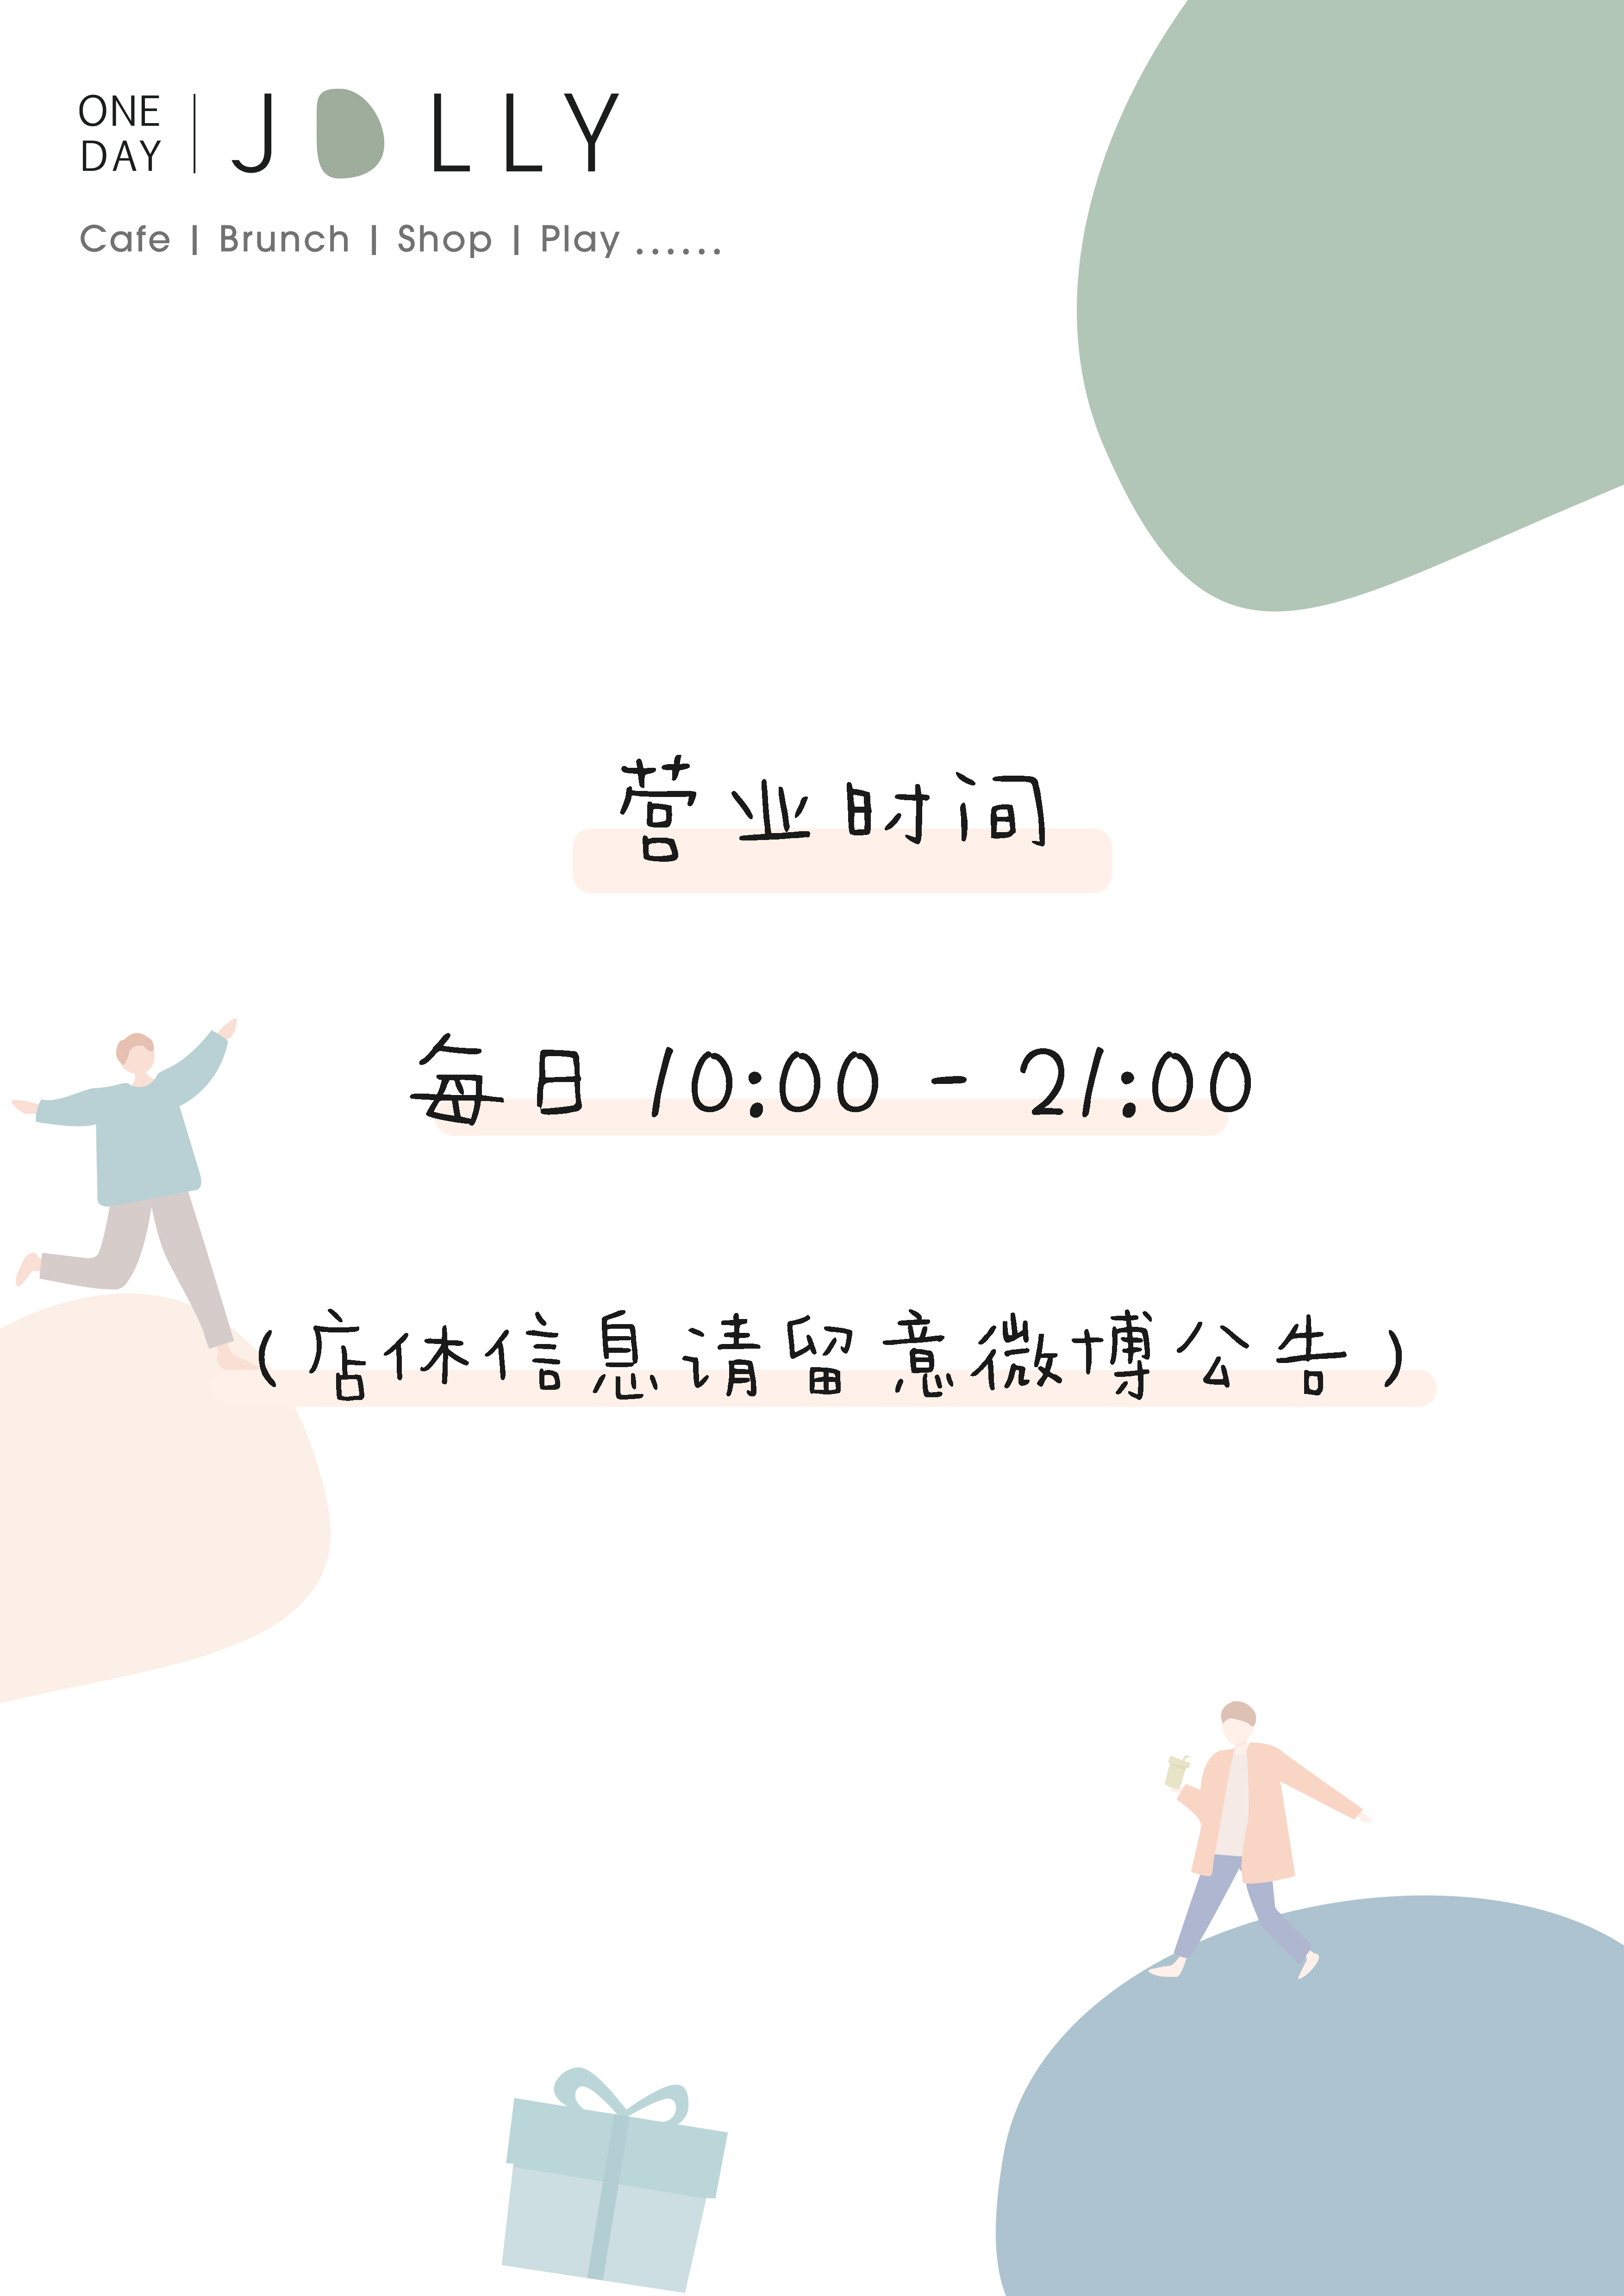 ONE DAY | JOLLY
Cafe | Brunch | Shop | Play ......
营业时间
每日 10:00 - 21:00
(店休信息请留意微博公告)